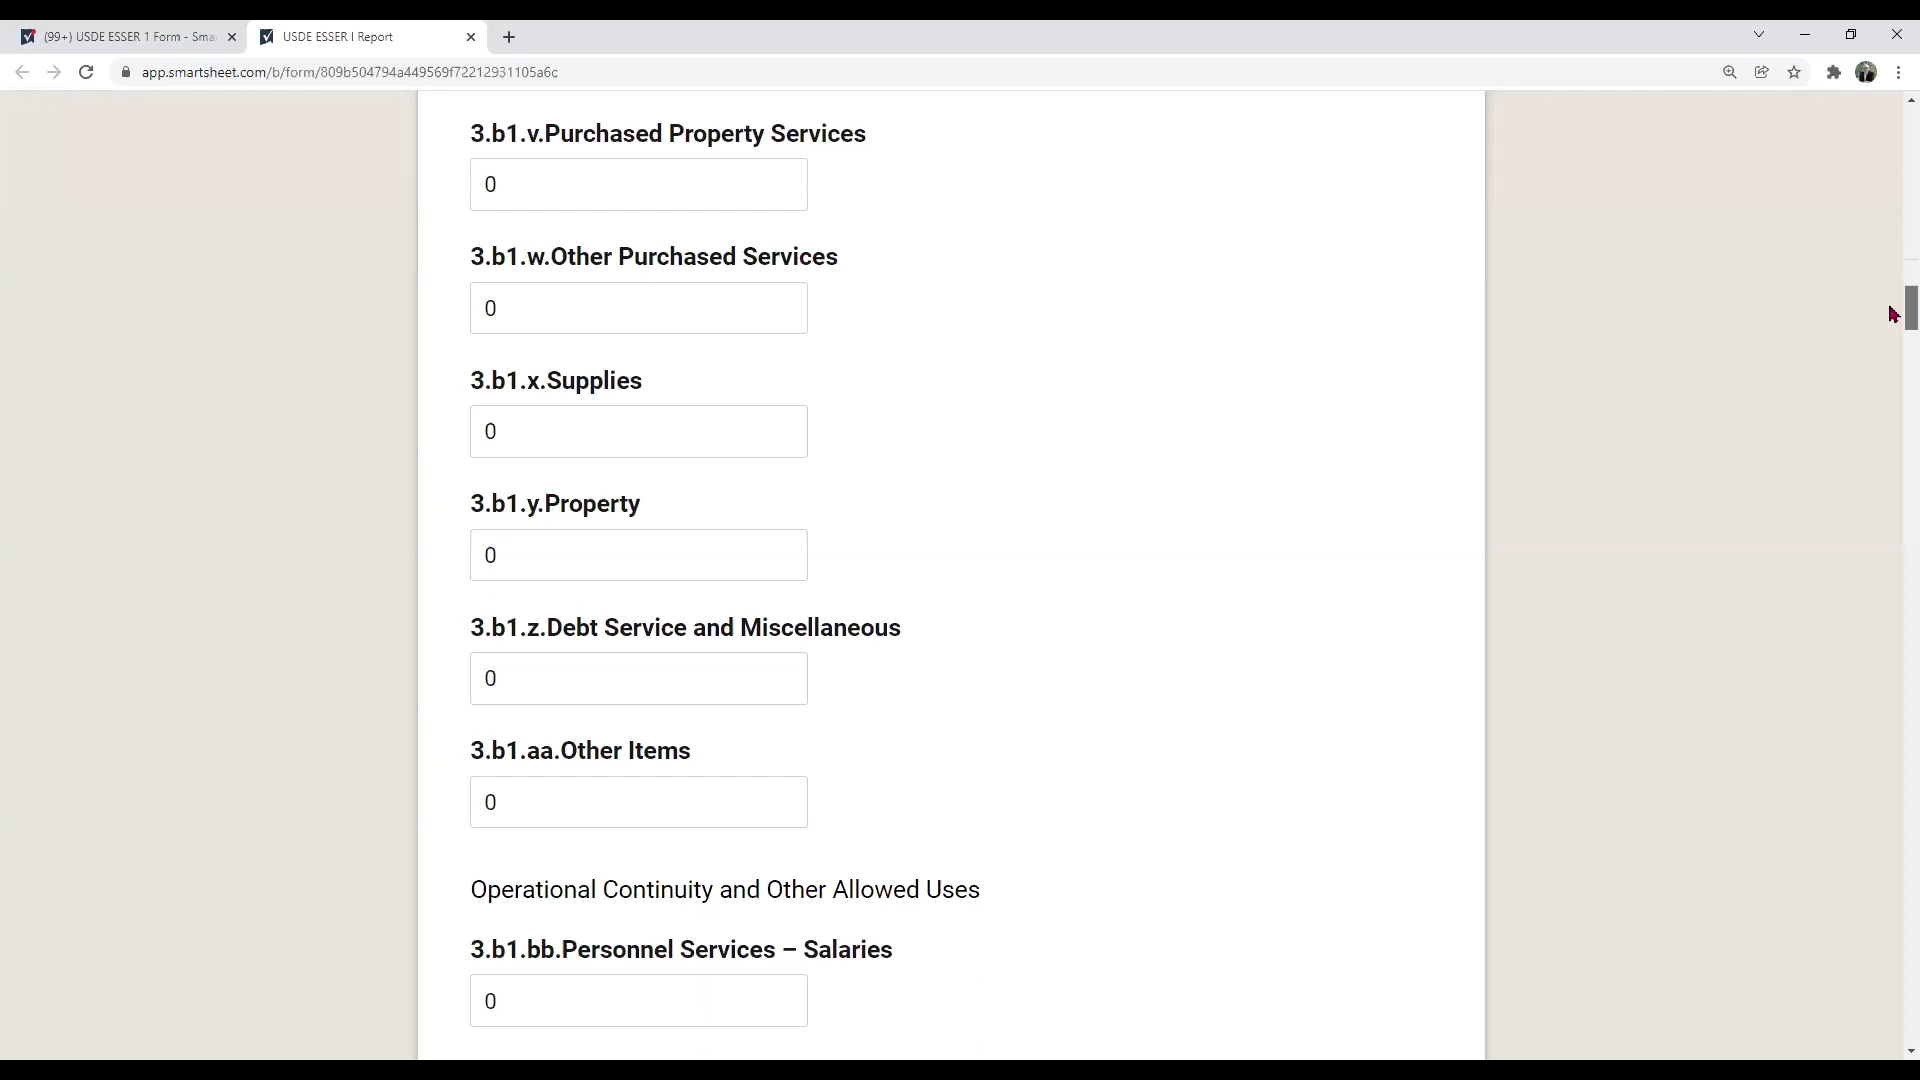 (99+) USDE ESSER 1 Form - Sma
USDE ESSER I Report
app.smartsheet.com/b/form/809b504794a449569f72212931105a6c
3.b1.v.Purchased Property Services
0
3.b1.w.Other Purchased Services
0
3.b1.x.Supplies
0
3.b1.y.Property
0
3.b1.z.Debt Service and Miscellaneous
0
3.b1.aa.Other Items
0
Operational Continuity and Other Allowed Uses
3.b1.bb.Personnel Services – Salaries
0